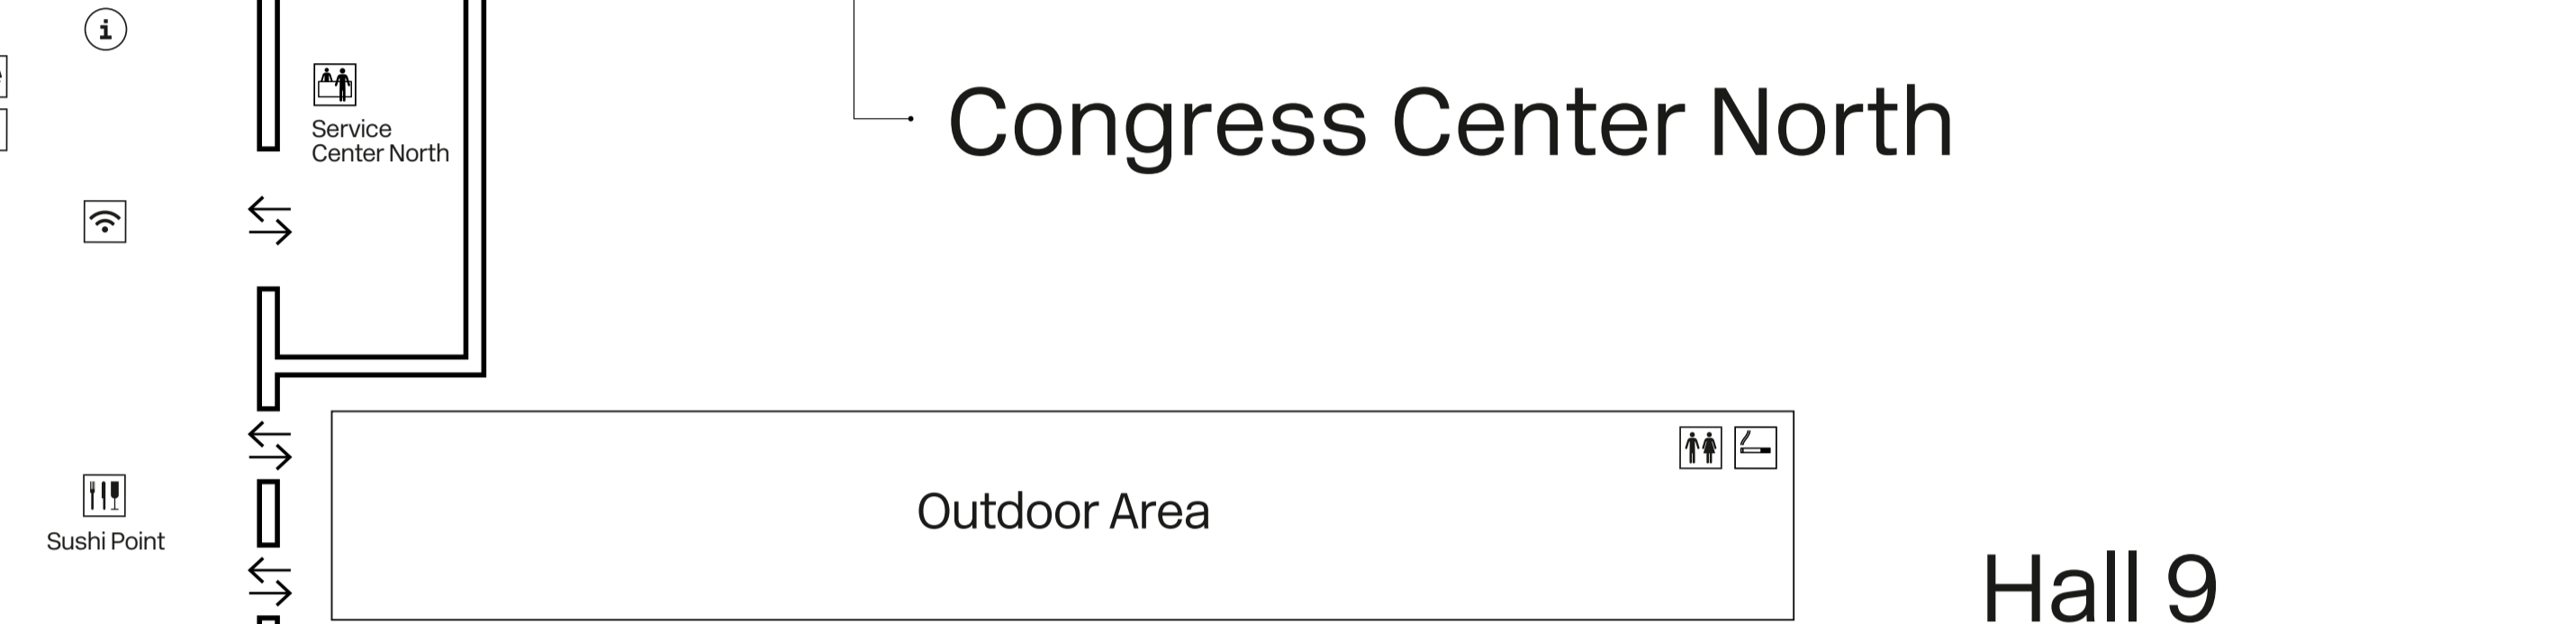 Service
Center North
Congress Center North
Sushi Point
Outdoor Area
Hall 9